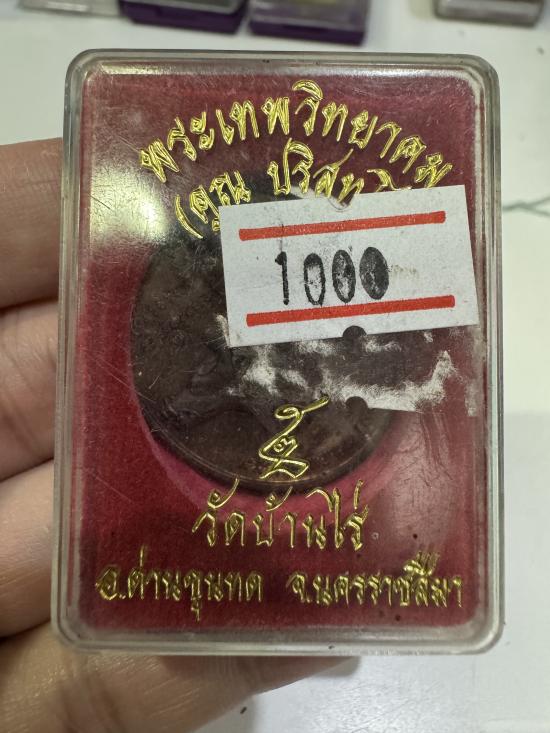 พระเทพวิทยาคม
(คูณ
1000
วัดบ้านไร่
อ.ด่านขุนทด จ.นครราชสีมา